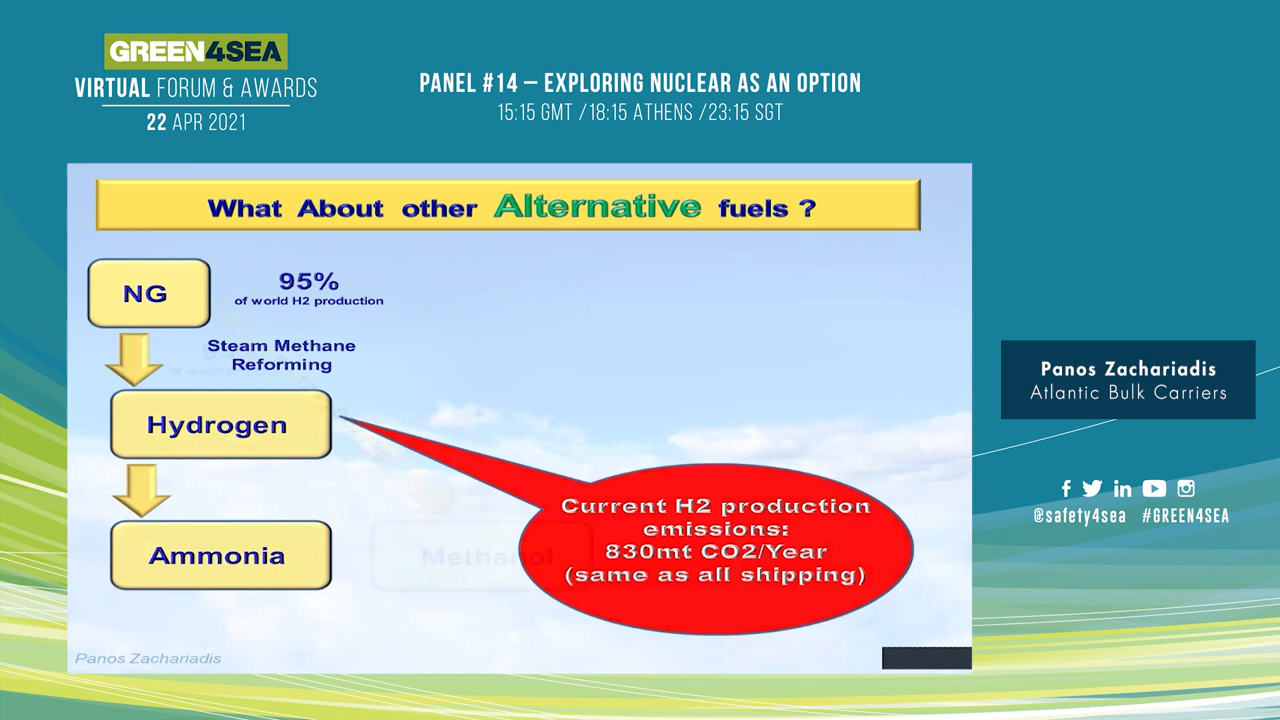 GREEN4SEA
VIRTUAL FORUM & AWARDS
22 APR 2021
PANEL #14 – EXPLORING NUCLEAR AS AN OPTION
15:15 GMT /18:15 ATHENS /23:15 SGT
What About other Alternative fuels ?
NG
95%
of world H2 production
Steam Methane
Reforming
Hydrogen
Ammonia
Methanol
Current H2 production
emissions:
830mt CO2/Year
(same as all shipping)
Panos Zachariadis
Panos Zachariadis
Atlantic Bulk Carriers
@safety4sea #GREEN4SEA